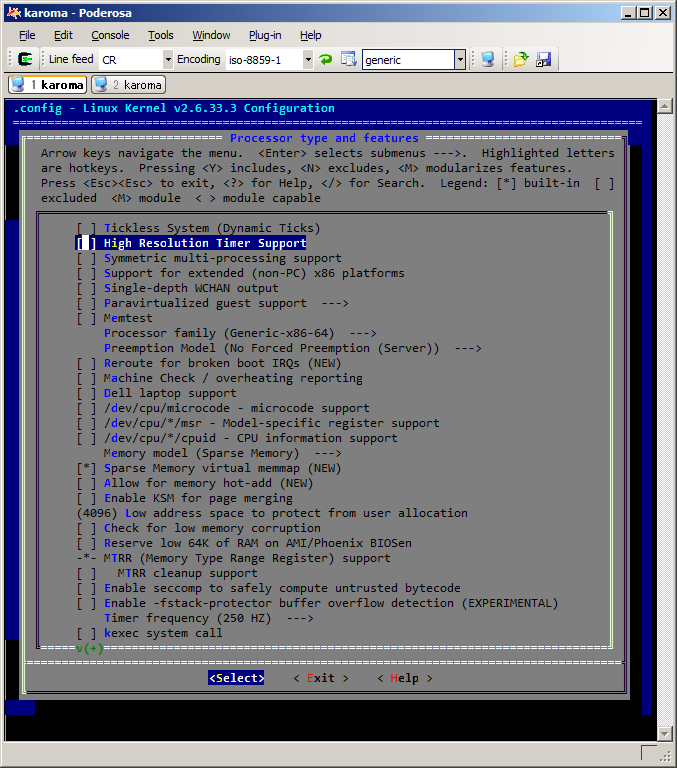 karoma - Poderosa
File Edit Console Tools Window Plug-in Help
Line feed CR Encoding iso-8859-1 generic
1 karoma 2 karoma
.config - Linux Kernel v2.6.33.3 Configuration
Processor type and features
Arrow keys navigate the menu. <Enter> selects submenus --->. Highlighted letters
are hotkeys. Pressing <Y> includes, <N> excludes, <M> modularizes features.
Press <Esc><Esc> to exit, <?> for Help, </> for Search. Legend: [*] built-in [ ]
excluded <M> module < > module capable
[ ] Tickless System (Dynamic Ticks)
[ ] High Resolution Timer Support
[ ] Symmetric multi-processing support
[ ] Support for extended (non-PC) x86 platforms
[ ] Single-depth WCHAN output
[ ] Paravirtualized guest support --->
[ ] Memtest
Processor family (Generic-x86-64) --->
Preemption Model (No Forced Preemption (Server)) --->
[ ] Reroute for broken boot IRQs (NEW)
[ ] Machine Check / overheating reporting
[ ] Dell laptop support
[ ] /dev/cpu/microcode - microcode support
[ ] /dev/cpu/*/msr - Model-specific register support
[ ] /dev/cpu/*/cpuid - CPU information support
Memory model (Sparse Memory) --->
[*] Sparse Memory virtual memmap (NEW)
[ ] Allow for memory hot-add (NEW)
[ ] Enable KSM for page merging
(4096) Low address space to protect from user allocation
[ ] Check for low memory corruption
[ ] Reserve low 64K of RAM on AMI/Phoenix BIOSen
-*- MTRR (Memory Type Range Register) support
[ ] MTRR cleanup support
[ ] Enable seccomp to safely compute untrusted bytecode
[ ] Enable -fstack-protector buffer overflow detection (EXPERIMENTAL)
Timer frequency (250 HZ) --->
[ ] kexec system call
v(+)
<Select> < Exit > < Help >